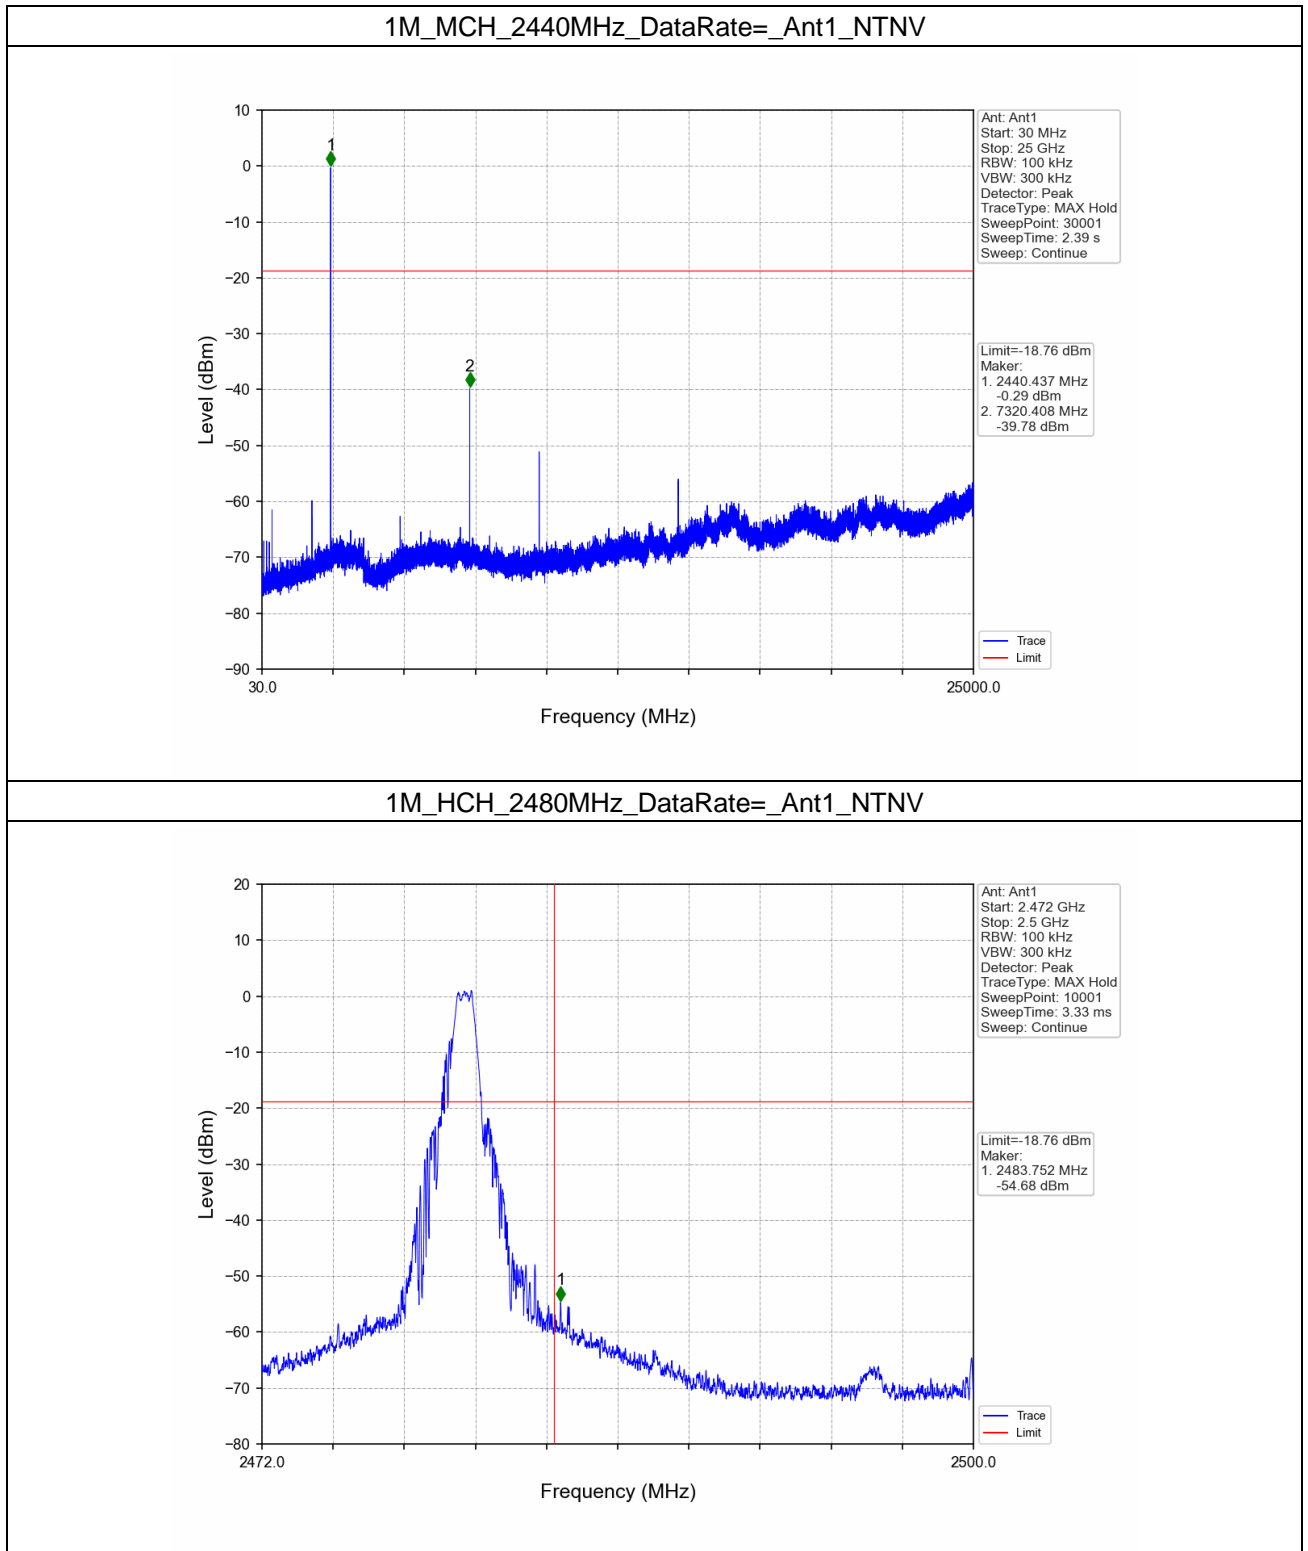 1M_MCH_2440MHz_DataRate=_Ant1_NTNV
10
0
−10
−20
−30
−40
−50
−60
−70
−80
−90
Level (dBm)
1
2
30.0
25000.0
Frequency (MHz)
Ant: Ant1
Start: 30 MHz
Stop: 25 GHz
RBW: 100 kHz
VBW: 300 kHz
Detector: Peak
TraceType: MAX Hold
SweepPoint: 30001
SweepTime: 2.39 s
Sweep: Continue
Limit=-18.76 dBm
Maker:
1. 2440.437 MHz
-0.29 dBm
2. 7320.408 MHz
-39.78 dBm
Trace
Limit
1M_HCH_2480MHz_DataRate=_Ant1_NTNV
20
10
0
−10
−20
−30
−40
−50
−60
−70
−80
Level (dBm)
1
2472.0
2500.0
Frequency (MHz)
Ant: Ant1
Start: 2.472 GHz
Stop: 2.5 GHz
RBW: 100 kHz
VBW: 300 kHz
Detector: Peak
TraceType: MAX Hold
SweepPoint: 10001
SweepTime: 3.33 ms
Sweep: Continue
Limit=-18.76 dBm
Maker:
1. 2483.752 MHz
-54.68 dBm
Trace
Limit